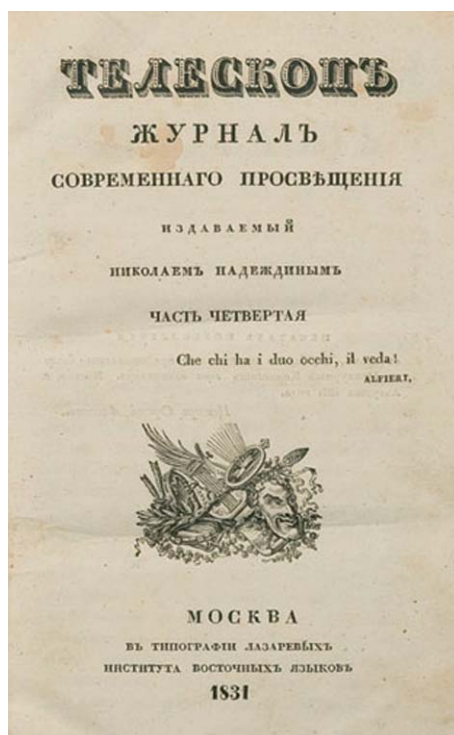 ТЕЛЕСКОПЪ
ЖУРНАЛЪ
СОВРЕМЕННАГО ПРОСВѢЩЕНІЯ
ИЗДАВАЕМЫЙ
НИКОЛАЕМЪ НАДЕЖДИНЫМЪ
ЧАСТЬ ЧЕТВЕРТАЯ
Che chi ha i duo occhi, il veda!
ALFIERI.
МОСКВА
ВЪ ТИПОГРАФІИ ЛАЗАРЕВЫХЪ
ИНСТИТУТА ВОСТОЧНЫХЪ ЯЗЫКОВЪ
1831